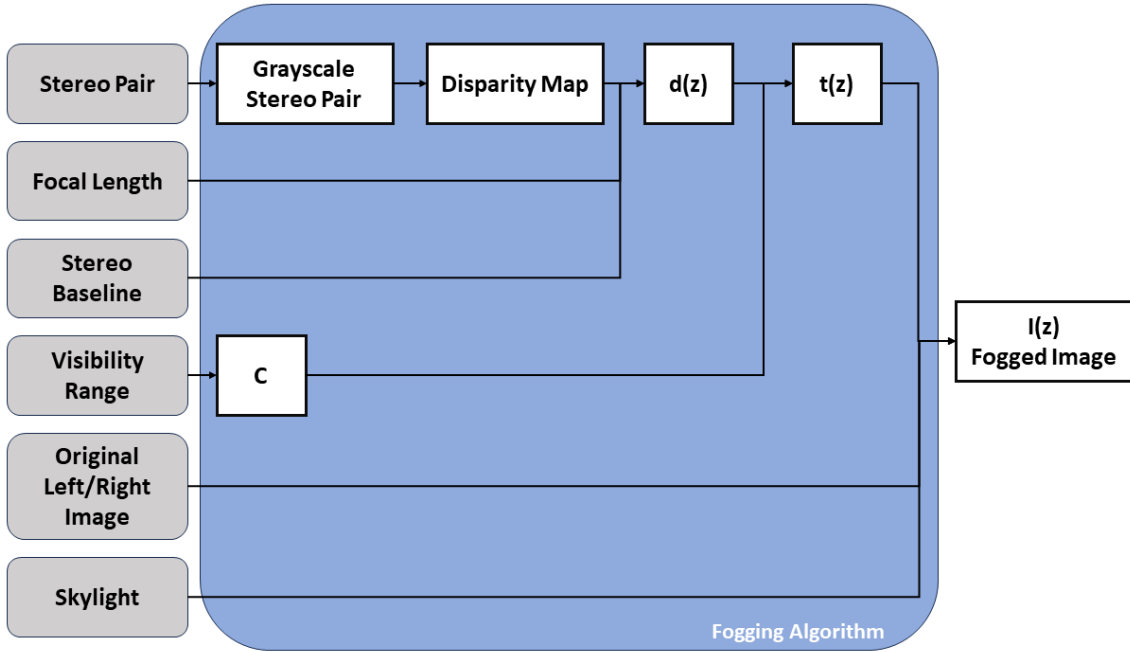 Stereo Pair
Grayscale
Stereo Pair
Disparity Map
d(z)
t(z)
Focal Length
Stereo
Baseline
Visibility
Range
C
I(z)
Fogged Image
Original
Left/Right
Image
Skylight
Fogging Algorithm